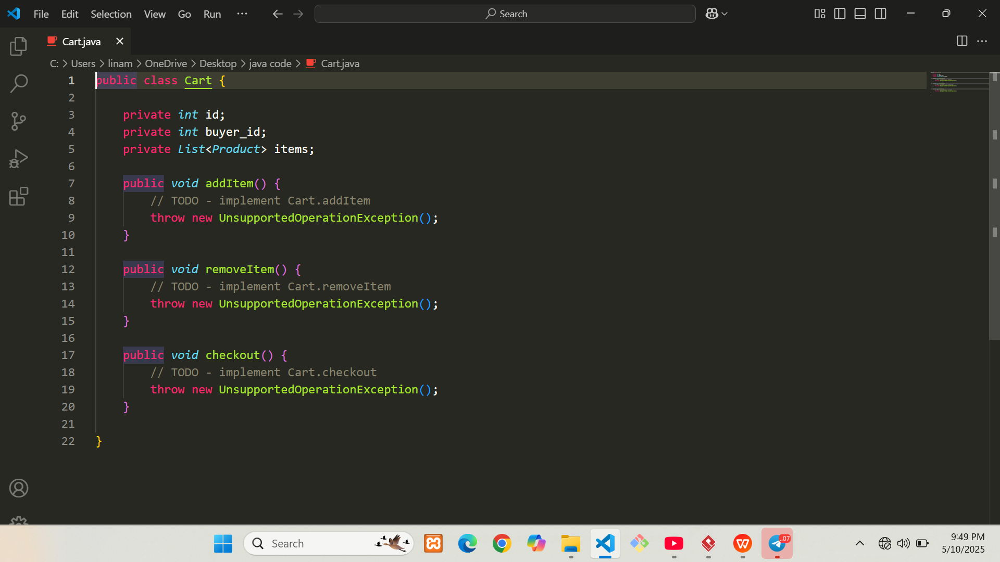 File Edit Selection View Go Run ··· Search
Cart.java
C: > Users > linam > OneDrive > Desktop > java code > Cart.java
1 public class Cart {
2
3 private int id;
4 private int buyer_id;
5 private List<Product> items;
6
7 public void addItem() {
8 // TODO - implement Cart.addItem
9 throw new UnsupportedOperationException();
10 }
11
12 public void removeItem() {
13 // TODO - implement Cart.removeItem
14 throw new UnsupportedOperationException();
15 }
16
17 public void checkout() {
18 // TODO - implement Cart.checkout
19 throw new UnsupportedOperationException();
20 }
21
22 }
Search
..07
9:49 PM
5/10/2025